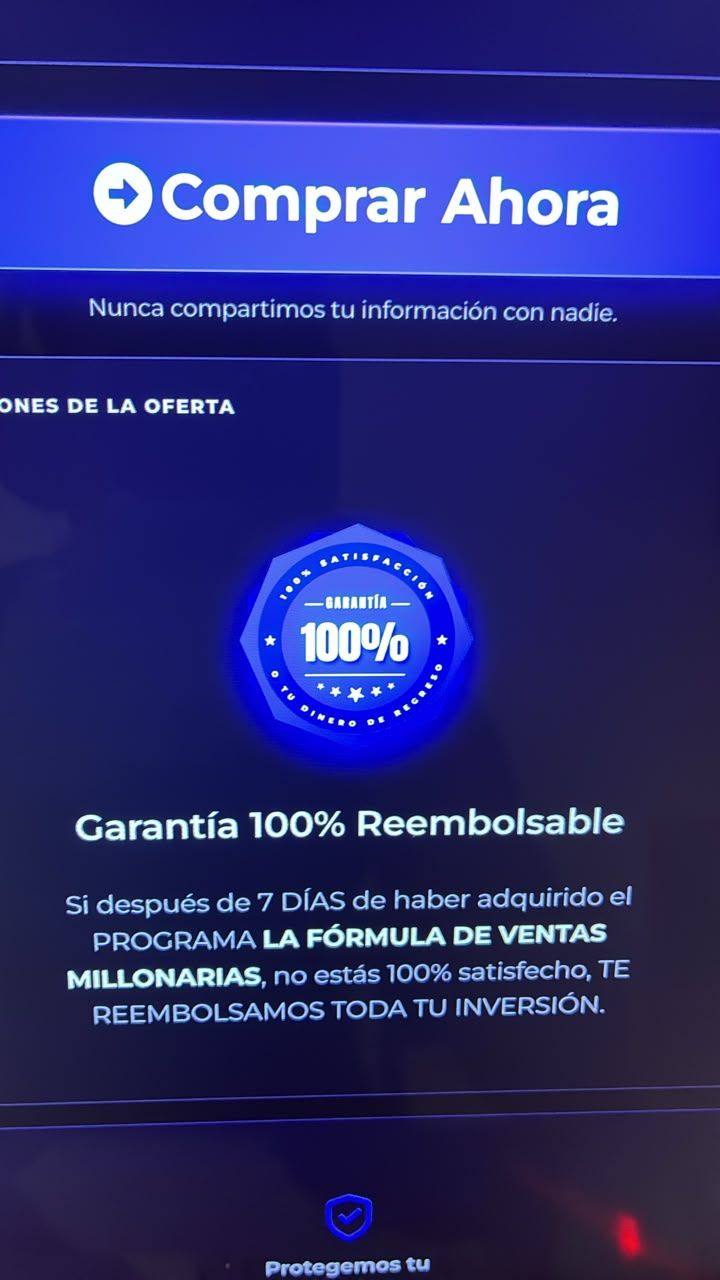 Comprar Ahora
Nunca compartimos tu información con nadie.
ONES DE LA OFERTA
100% SATISFACCIÓN
GARANTÍA
100%
O TU DINERO DE REGRESO
Garantía 100% Reembolsable
Si después de 7 DÍAS de haber adquirido el
PROGRAMA LA FÓRMULA DE VENTAS
MILLONARIAS, no estás 100% satisfecho, TE
REEMBOLSAMOS TODA TU INVERSIÓN.
Protegemos tu